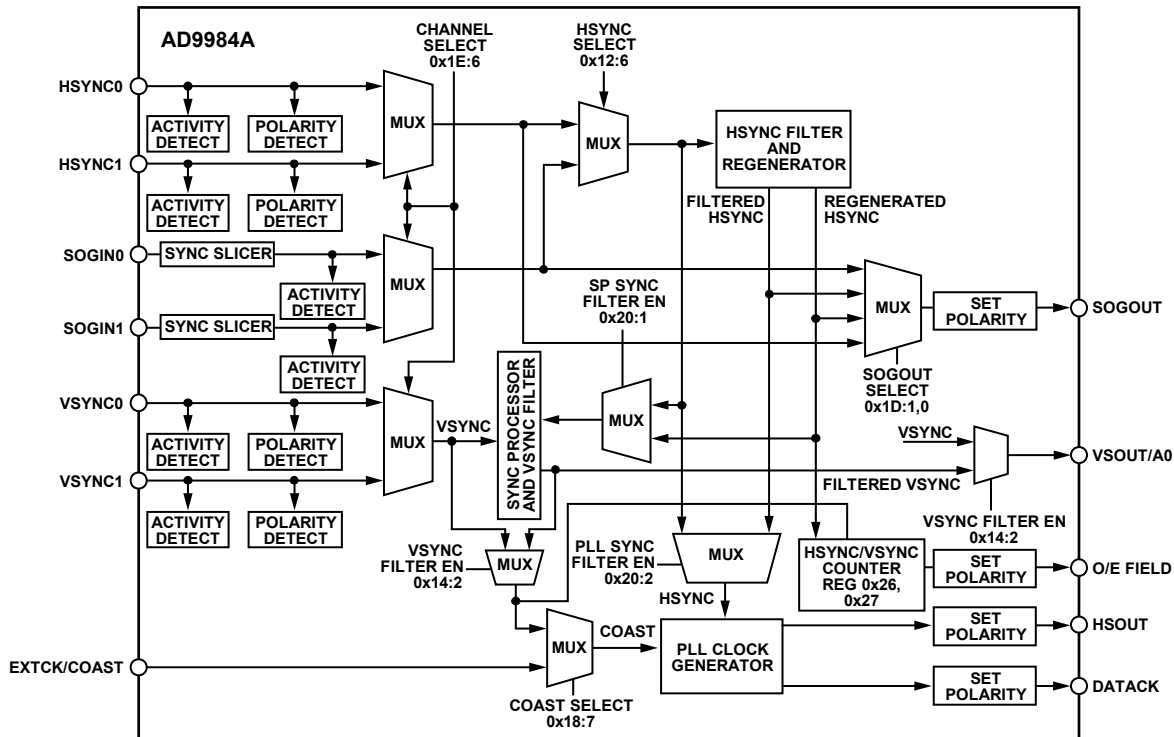 AD9984A
CHANNEL
SELECT
0x1E:6
HSYNC
SELECT
0x12:6
HSYNC0
ACTIVITY
DETECT
POLARITY
DETECT
MUX
MUX
HSYNC FILTER
AND
REGENERATOR
HSYNC1
ACTIVITY
DETECT
POLARITY
DETECT
FILTERED
HSYNC
REGENERATED
HSYNC
SOGIN0
SYNC SLICER
ACTIVITY
DETECT
MUX
SP SYNC
FILTER EN
0x20:1
MUX
SET
POLARITY
SOGOUT
SOGIN1
SYNC SLICER
ACTIVITY
DETECT
SOGOUT
SELECT
0x1D:1,0
VSYNC0
ACTIVITY
DETECT
POLARITY
DETECT
MUX
VSYNC
SYNC PROCESSOR
AND VSYNC FILTER
MUX
VSYNC
VSOUT/A0
FILTERED VSYNC
VSYNC1
ACTIVITY
DETECT
POLARITY
DETECT
VSYNC FILTER EN
0x14:2
VSYNC
FILTER EN
0x14:2
MUX
PLL SYNC
FILTER EN
0x20:2
MUX
HSYNC
HSYNC/VSYNC
COUNTER
REG 0x26,
0x27
SET
POLARITY
O/E FIELD
MUX
COAST
PLL CLOCK
GENERATOR
SET
POLARITY
HSOUT
EXTCK/COAST
COAST SELECT
0x18:7
SET
POLARITY
DATACK